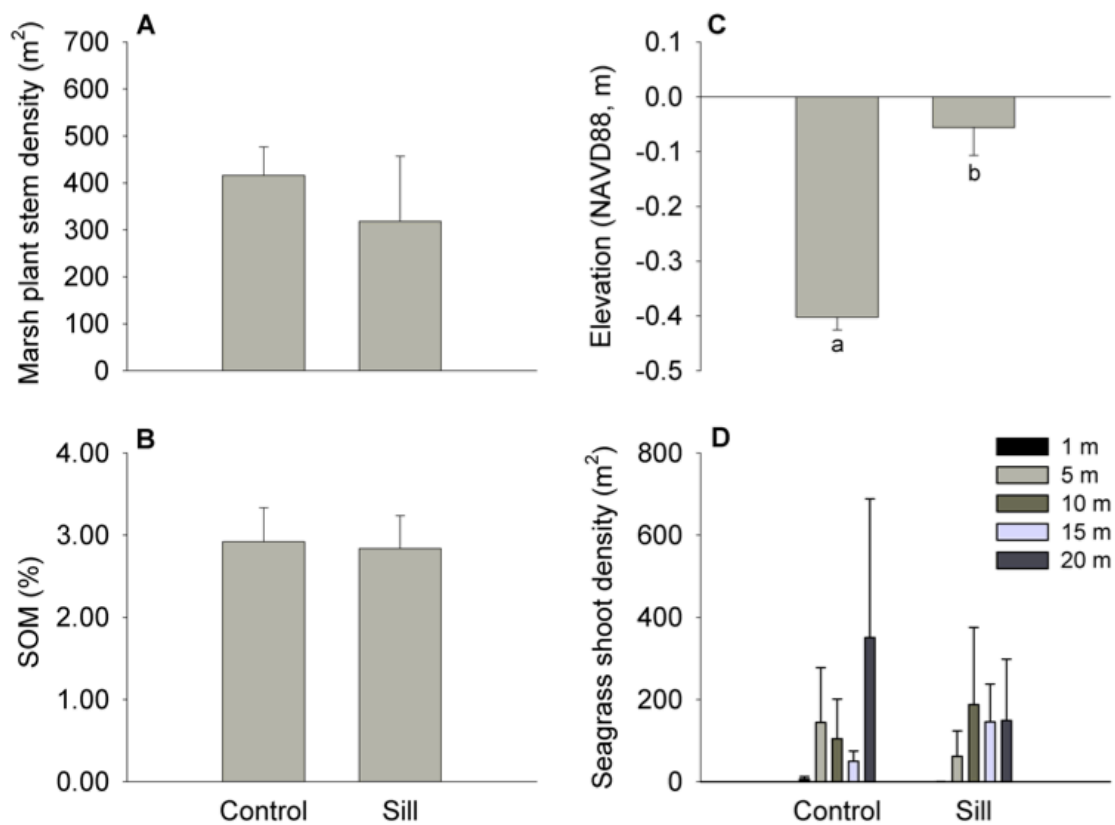 A
Marsh plant stem density (m²)
700
600
500
400
300
200
100
0
C
Elevation (NAVD88, m)
0.1
0.0
-0.1
-0.2
-0.3
-0.4
-0.5
a
b
B
SOM (%)
4.00
3.00
2.00
1.00
0.00
Control
Sill
D
Seagrass shoot density (m²)
800
600
400
200
0
1 m
5 m
10 m
15 m
20 m
Control
Sill